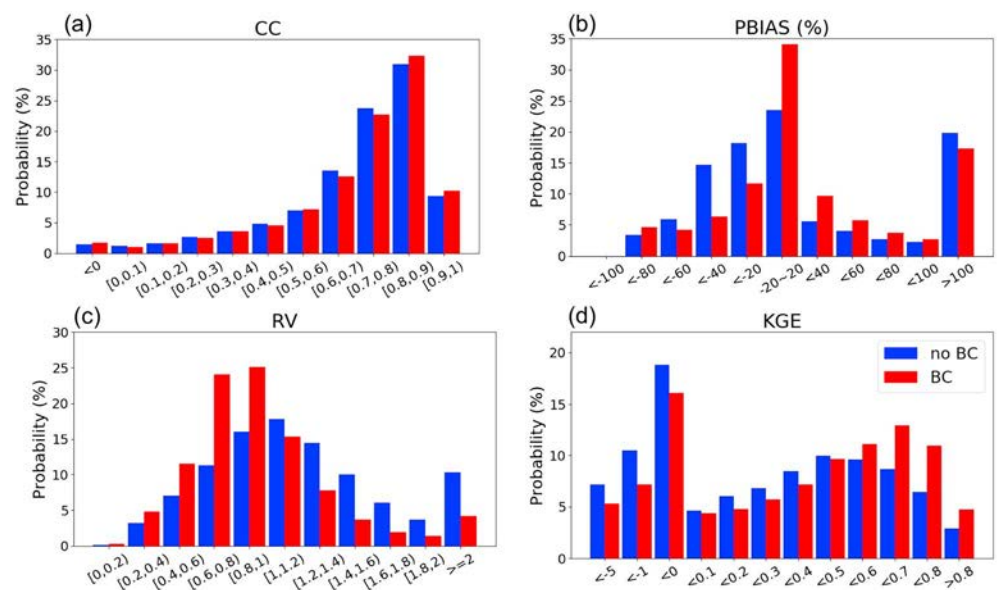 (a) CC
Probability (%)
35
30
25
20
15
10
5
0
<0 [0,0.1) [0.1,0.2) [0.2,0.3) [0.3,0.4) [0.4,0.5) [0.5,0.6) [0.6,0.7) [0.7,0.8) [0.8,0.9) [0.9,1)
(b) PBIAS (%)
Probability (%)
35
30
25
20
15
10
5
0
<-100 <-80 <-60 <-40 <-20 -20~20 <40 <60 <80 <100 >100
(c) RV
Probability (%)
30
25
20
15
10
5
0
[0,0.2) [0.2,0.4) [0.4,0.6) [0.6,0.8) [0.8,1) [1,1.2) [1.2,1.4) [1.4,1.6) [1.6,1.8) [1.8,2) >=2
(d) KGE
Probability (%)
20
15
10
5
0
<-5 <-1 <0 <0.1 <0.2 <0.3 <0.4 <0.5 <0.6 <0.7 <0.8 >0.8
no BC
BC